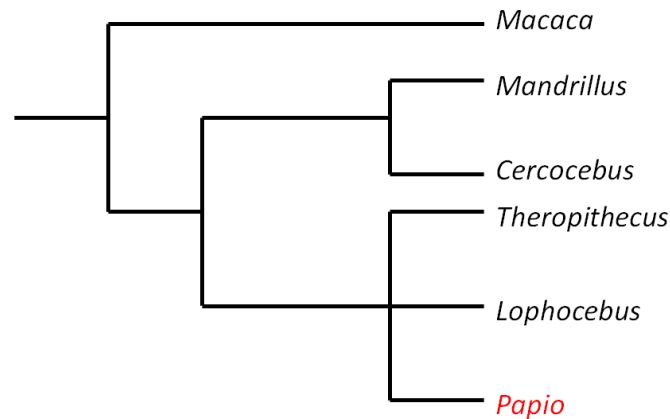 Macaca
Mandrillus
Cercocebus
Theropithecus
Lophocebus
Papio